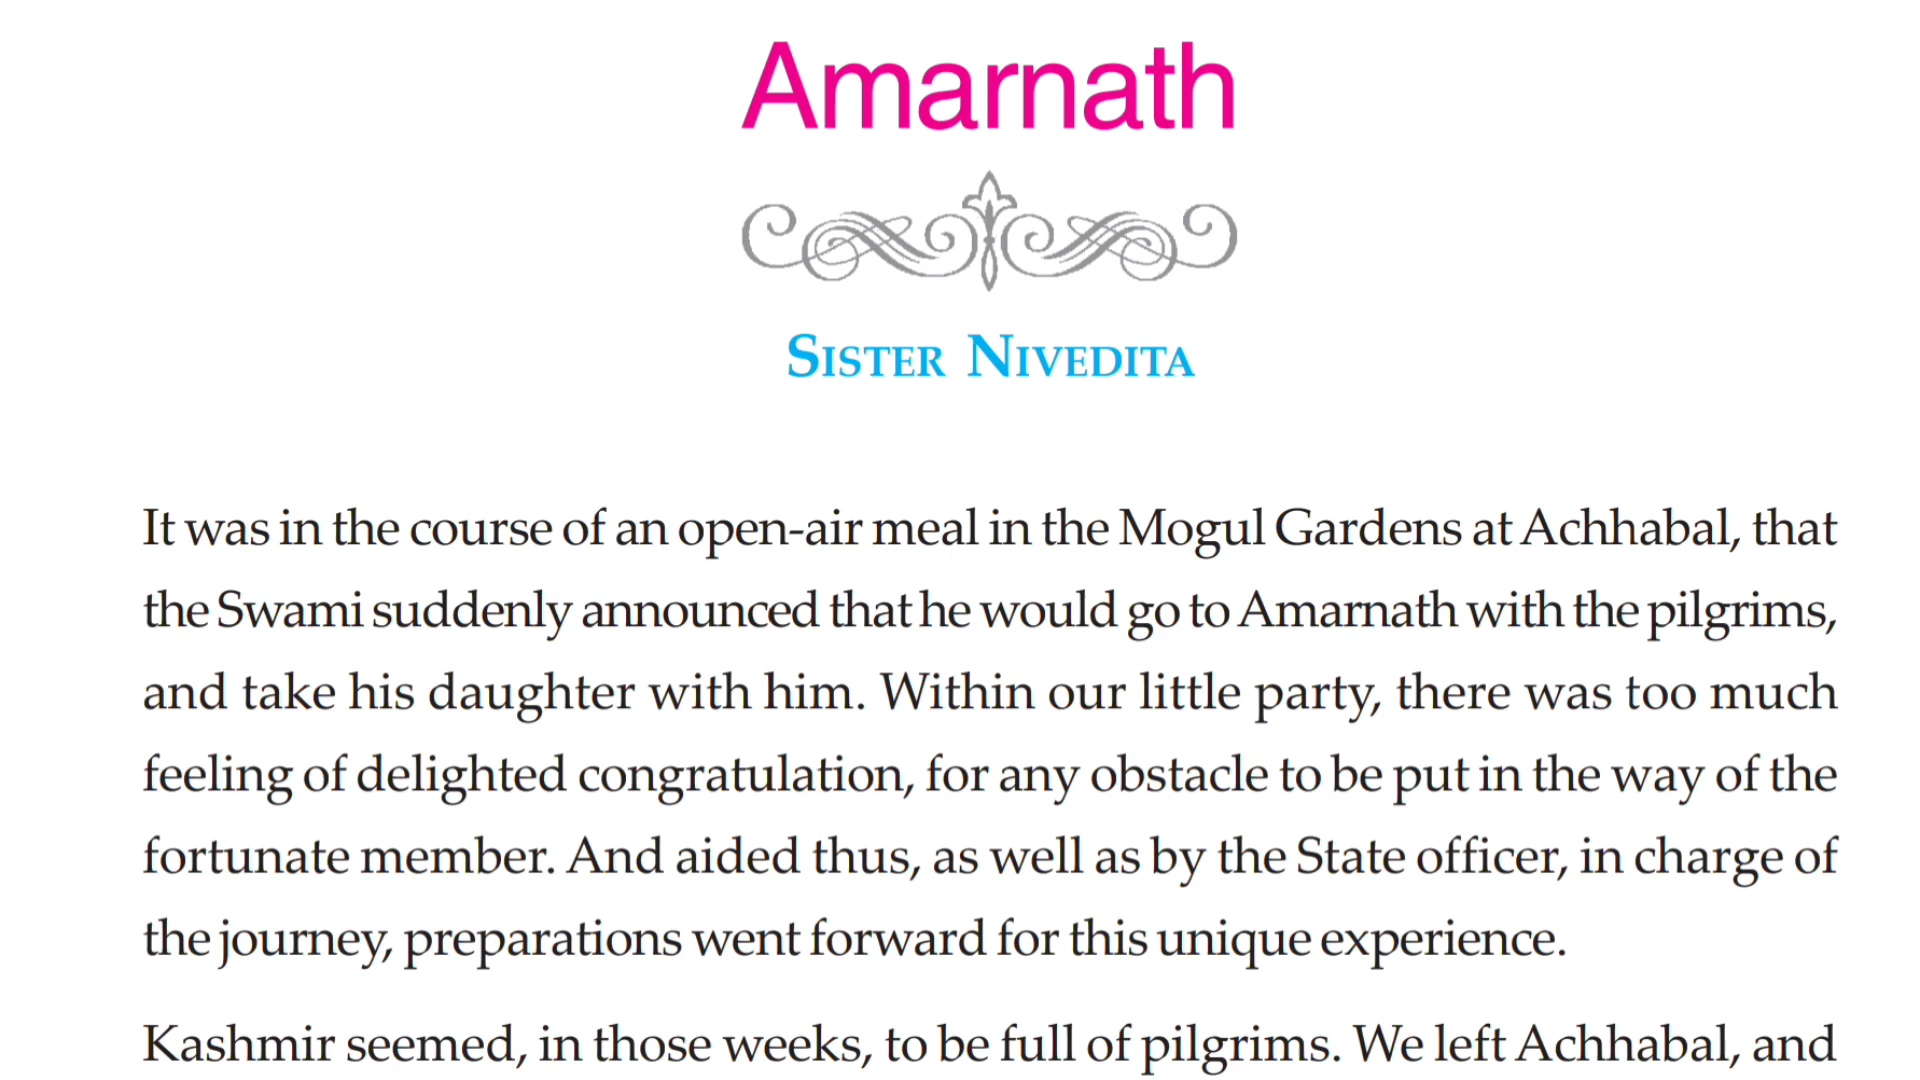 Amarnath
SISTER NIVEDITA
It was in the course of an open-air meal in the Mogul Gardens at Achhabal, that
the Swami suddenly announced that he would go to Amarnath with the pilgrims,
and take his daughter with him. Within our little party, there was too much
feeling of delighted congratulation, for any obstacle to be put in the way of the
fortunate member. And aided thus, as well as by the State officer, in charge of
the journey, preparations went forward for this unique experience.
Kashmir seemed, in those weeks, to be full of pilgrims. We left Achhabal, and